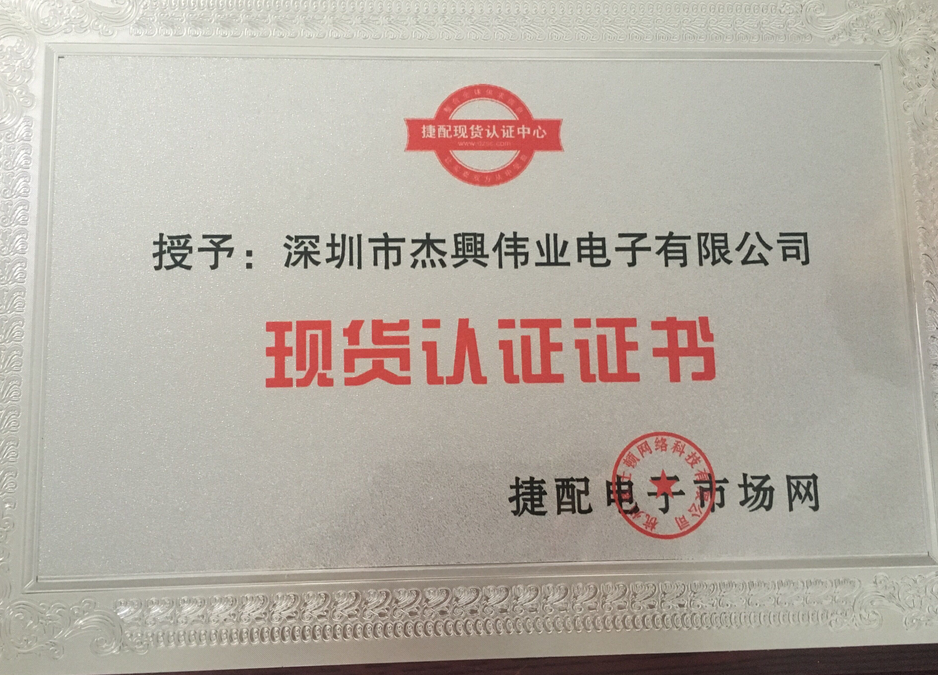 捷配现货认证中心
授予：深圳市杰興伟业电子有限公司
现货认证证书
捷配电子市场网